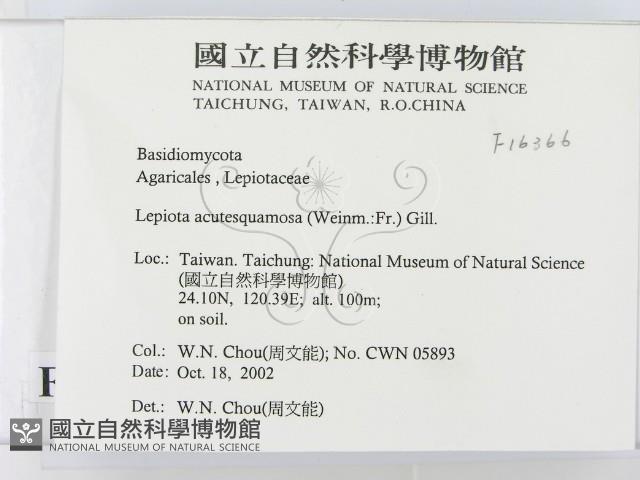 國立自然科學博物館
NATIONAL MUSEUM OF NATURAL SCIENCE
TAICHUNG, TAIWAN, R.O.CHINA
F16366
Basidiomycota
Agaricales , Lepiotaceae
Lepiota acutesquamosa (Weinm.:Fr.) Gill.
Loc.: Taiwan. Taichung: National Museum of Natural Science
(國立自然科學博物館)
24.10N, 120.39E; alt. 100m;
on soil.
Col.: W.N. Chou(周文能); No. CWN 05893
Date: Oct. 18, 2002
Det.: W.N. Chou(周文能)
國立自然科學博物館
NATIONAL MUSEUM OF NATURAL SCIENCE